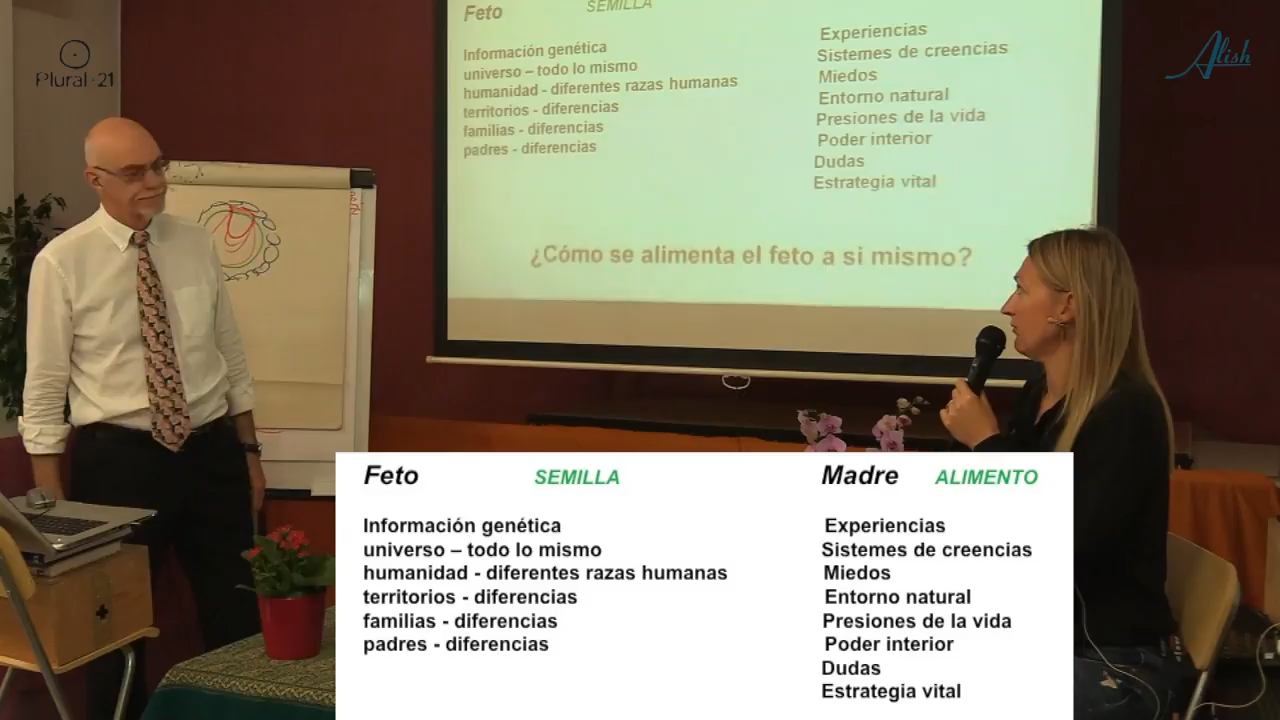 Plural·21
Alish
Feto SEMILLA
Información genética
universo – todo lo mismo
humanidad - diferentes razas humanas
territorios - diferencias
familias - diferencias
padres - diferencias
Experiencias
Sistemes de creencias
Miedos
Entorno natural
Presiones de la vida
Poder interior
Dudas
Estrategia vital
¿Cómo se alimenta el feto a si mismo?
Feto SEMILLA
Información genética
universo – todo lo mismo
humanidad - diferentes razas humanas
territorios - diferencias
familias - diferencias
padres - diferencias
Madre ALIMENTO
Experiencias
Sistemes de creencias
Miedos
Entorno natural
Presiones de la vida
Poder interior
Dudas
Estrategia vital